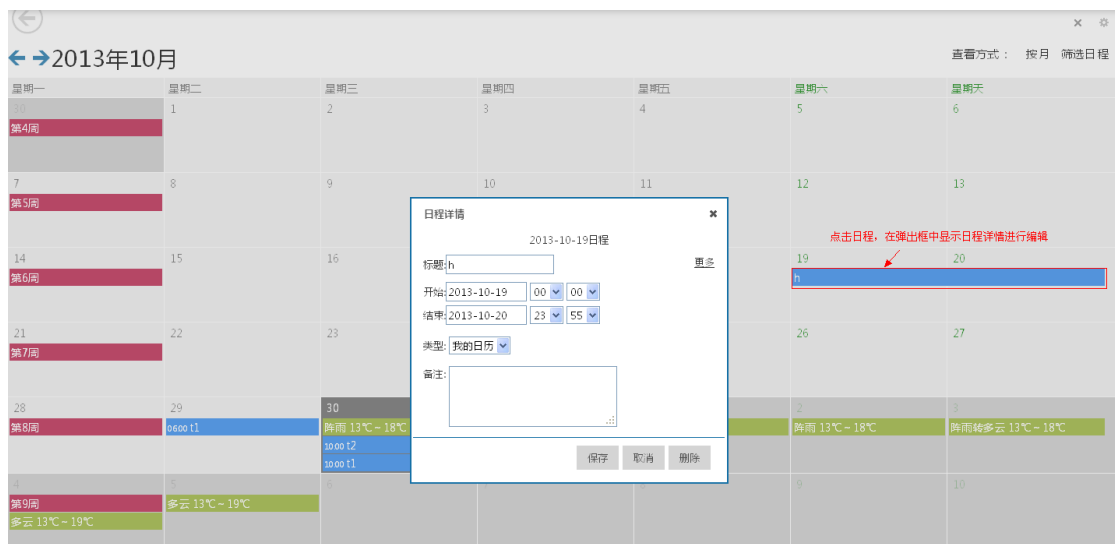 2013年10月
查看方式： 按月 筛选日程
星期一 星期二 星期三 星期四 星期五 星期六 星期天
30 1 2 3 4 5 6
第4周
7 8 9 10 11 12 13
第5周
日程详情
2013-10-19日程
点击日程，在弹出框中显示日程详情进行编辑
标题: h 更多
14 15 16 19 20
第6周 h
开始: 2013-10-19 00 00
结束: 2013-10-20 23 55
21 22 23 26 27
第7周
类型: 我的日历
备注:
28 29 30 2 3
第8周 0600 t1 阵雨 13℃~ 18℃ 阵雨 13℃~ 18℃ 阵雨转多云 13℃~ 18℃
1000 t2
1000 t1
保存 取消 删除
4 5 6 7 8 9 10
第9周 多云 13℃~ 19℃
多云 13℃~ 19℃